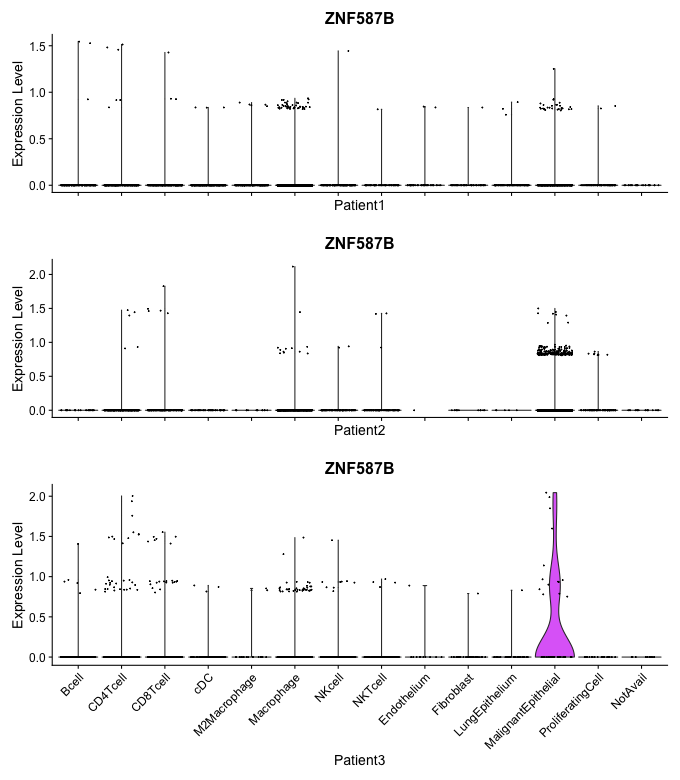 ZNF587B
Expression Level
1.5
1.0
0.5
0.0
Patient1
ZNF587B
Expression Level
2.0
1.5
1.0
0.5
0.0
Patient2
ZNF587B
Expression Level
2.0
1.5
1.0
0.5
0.0
Bcell
CD4Tcell
CD8Tcell
cDC
M2Macrophage
Macrophage
NKcell
NKTcell
Endothelium
Fibroblast
LungEpithelium
MalignantEpithelial
ProliferatingCell
NotAvail
Patient3